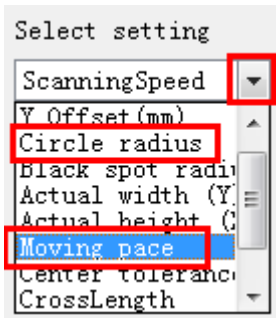 Select setting
ScanningSpeed
Y Offset(mm)
Circle radius
Black spot radiu
Actual width (Y
Actual height (X
Moving pace
Center toleranc
CrossLength